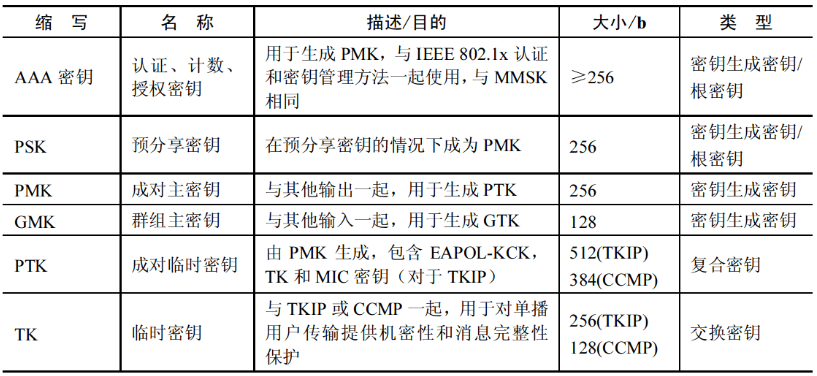 缩 写 名 称 描述/目的 大小/b 类 型
AAA 密钥 认证、计数、授权密钥 用于生成 PMK，与 IEEE 802.1x 认证和密钥管理方法一起使用，与 MMSK 相同 ≥256 密钥生成密钥/根密钥
PSK 预分享密钥 在预分享密钥的情况下成为 PMK 256 密钥生成密钥/根密钥
PMK 成对主密钥 与其他输出一起，用于生成 PTK 256 密钥生成密钥
GMK 群组主密钥 与其他输入一起，用于生成 GTK 128 密钥生成密钥
PTK 成对临时密钥 由 PMK 生成，包含 EAPOL-KCK，TK 和 MIC 密钥（对于 TKIP） 512(TKIP) 384(CCMP) 复合密钥
TK 临时密钥 与 TKIP 或 CCMP 一起，用于对单播用户传输提供机密性和消息完整性保护 256(TKIP) 128(CCMP) 交换密钥